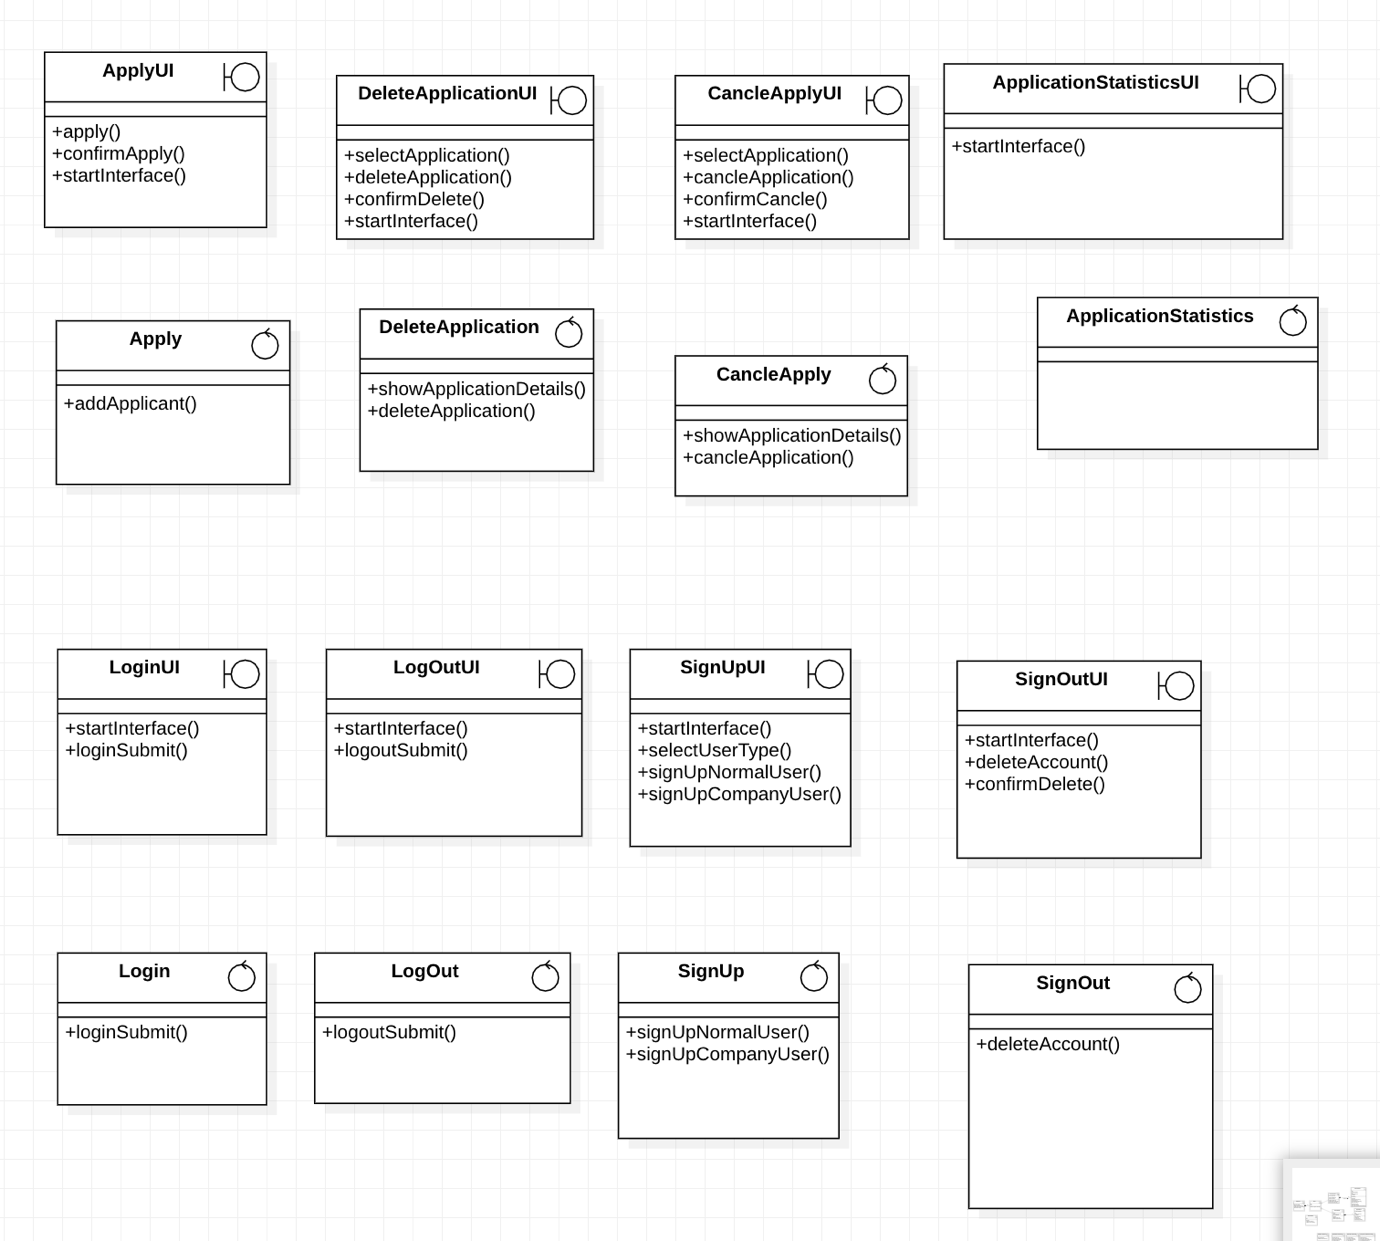 ApplyUI
+apply()
+confirmApply()
+startInterface()
DeleteApplicationUI
+selectApplication()
+deleteApplication()
+confirmDelete()
+startInterface()
CancleApplyUI
+selectApplication()
+cancleApplication()
+confirmCancle()
+startInterface()
ApplicationStatisticsUI
+startInterface()
Apply
+addApplicant()
DeleteApplication
+showApplicationDetails()
+deleteApplication()
CancleApply
+showApplicationDetails()
+cancleApplication()
ApplicationStatistics
LoginUI
+startInterface()
+loginSubmit()
LogOutUI
+startInterface()
+logoutSubmit()
SignUpUI
+startInterface()
+selectUserType()
+signUpNormalUser()
+signUpCompanyUser()
SignOutUI
+startInterface()
+deleteAccount()
+confirmDelete()
Login
+loginSubmit()
LogOut
+logoutSubmit()
SignUp
+signUpNormalUser()
+signUpCompanyUser()
SignOut
+deleteAccount()